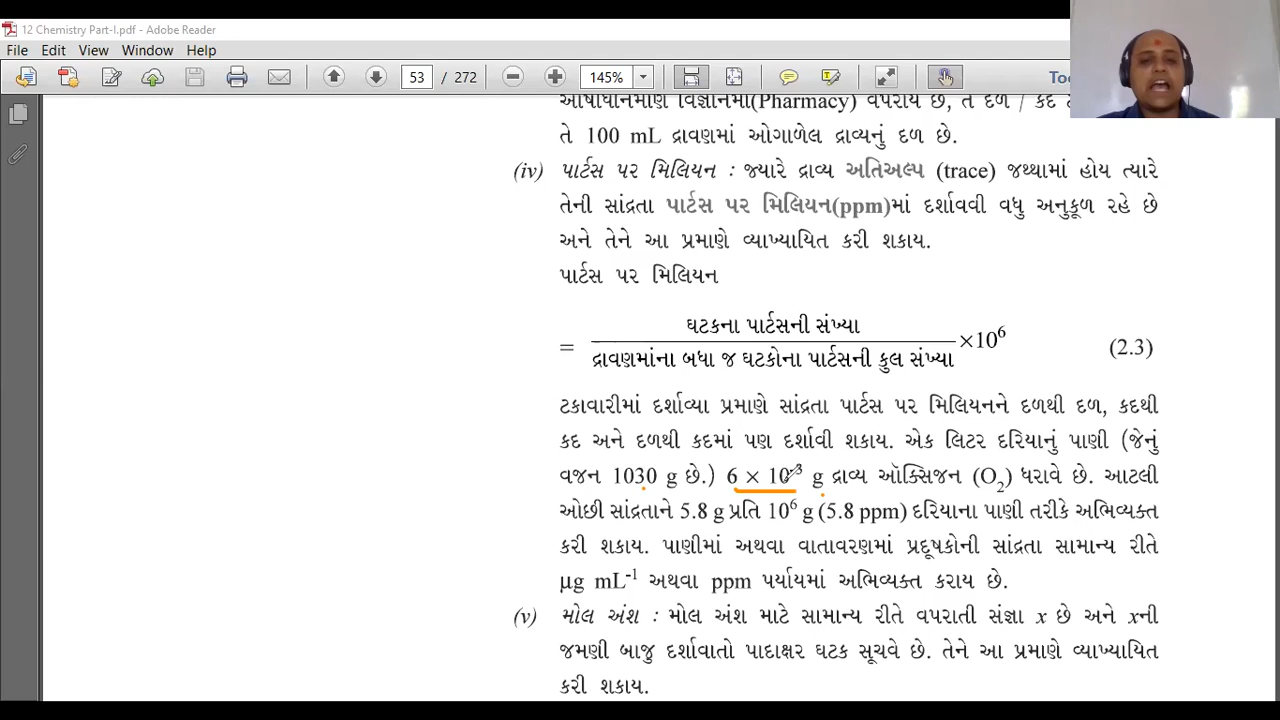 12 Chemistry Part-I.pdf - Adobe Reader
File Edit View Window Help
53 / 272 145%
(Pharmacy) વપરાય છે, તે દળ / કદ
તે 100 mL દ્રાવણમાં ઓગાળેલ દ્રાવ્યનું દળ છે.
(iv) પાર્ટસ પર મિલિયન : જ્યારે દ્રાવ્ય અતિઅલ્પ (trace) જથ્થામાં હોય ત્યારે
તેની સાંદ્રતા પાર્ટસ પર મિલિયન(ppm)માં દર્શાવવી વધુ અનુકૂળ રહે છે
અને તેને આ પ્રમાણે વ્યાખ્યાયિત કરી શકાય.
પાર્ટસ પર મિલિયન
ઘટકના પાર્ટસની સંખ્યા
= દ્રાવણમાંના બધા જ ઘટકોના પાર્ટસની કુલ સંખ્યા ×10⁶ (2.3)
ટકાવારીમાં દર્શાવ્યા પ્રમાણે સાંદ્રતા પાર્ટસ પર મિલિયનને દળથી દળ, કદથી
કદ અને દળથી કદમાં પણ દર્શાવી શકાય. એક લિટર દરિયાનું પાણી (જેનું
વજન 1030 g છે.) 6 × 10⁻³ g દ્રાવ્ય ઑક્સિજન (O₂) ધરાવે છે. આટલી
ઓછી સાંદ્રતાને 5.8 g પ્રતિ 10⁶ g (5.8 ppm) દરિયાના પાણી તરીકે અભિવ્યક્ત
કરી શકાય. પાણીમાં અથવા વાતાવરણમાં પ્રદૂષકોની સાંદ્રતા સામાન્ય રીતે
μg mL⁻¹ અથવા ppm પર્યાયમાં અભિવ્યક્ત કરાય છે.
(v) મોલ અંશ : મોલ અંશ માટે સામાન્ય રીતે વપરાતી સંજ્ઞા x છે અને xની
જમણી બાજુ દર્શાવાતો પાદાક્ષર ઘટક સૂચવે છે. તેને આ પ્રમાણે વ્યાખ્યાયિત
કરી શકાય.